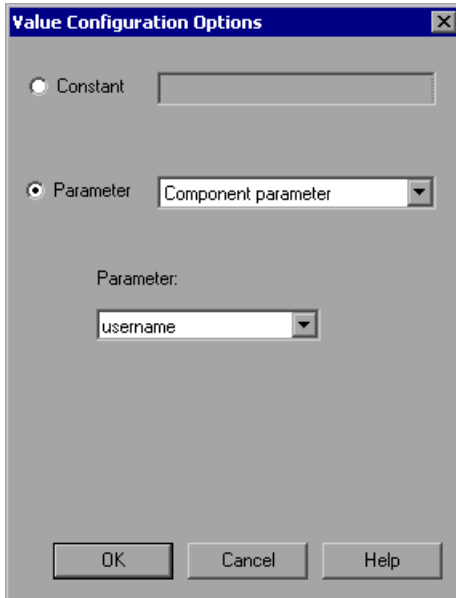 Value Configuration Options
Constant
Parameter Component parameter
Parameter:
username
OK Cancel Help